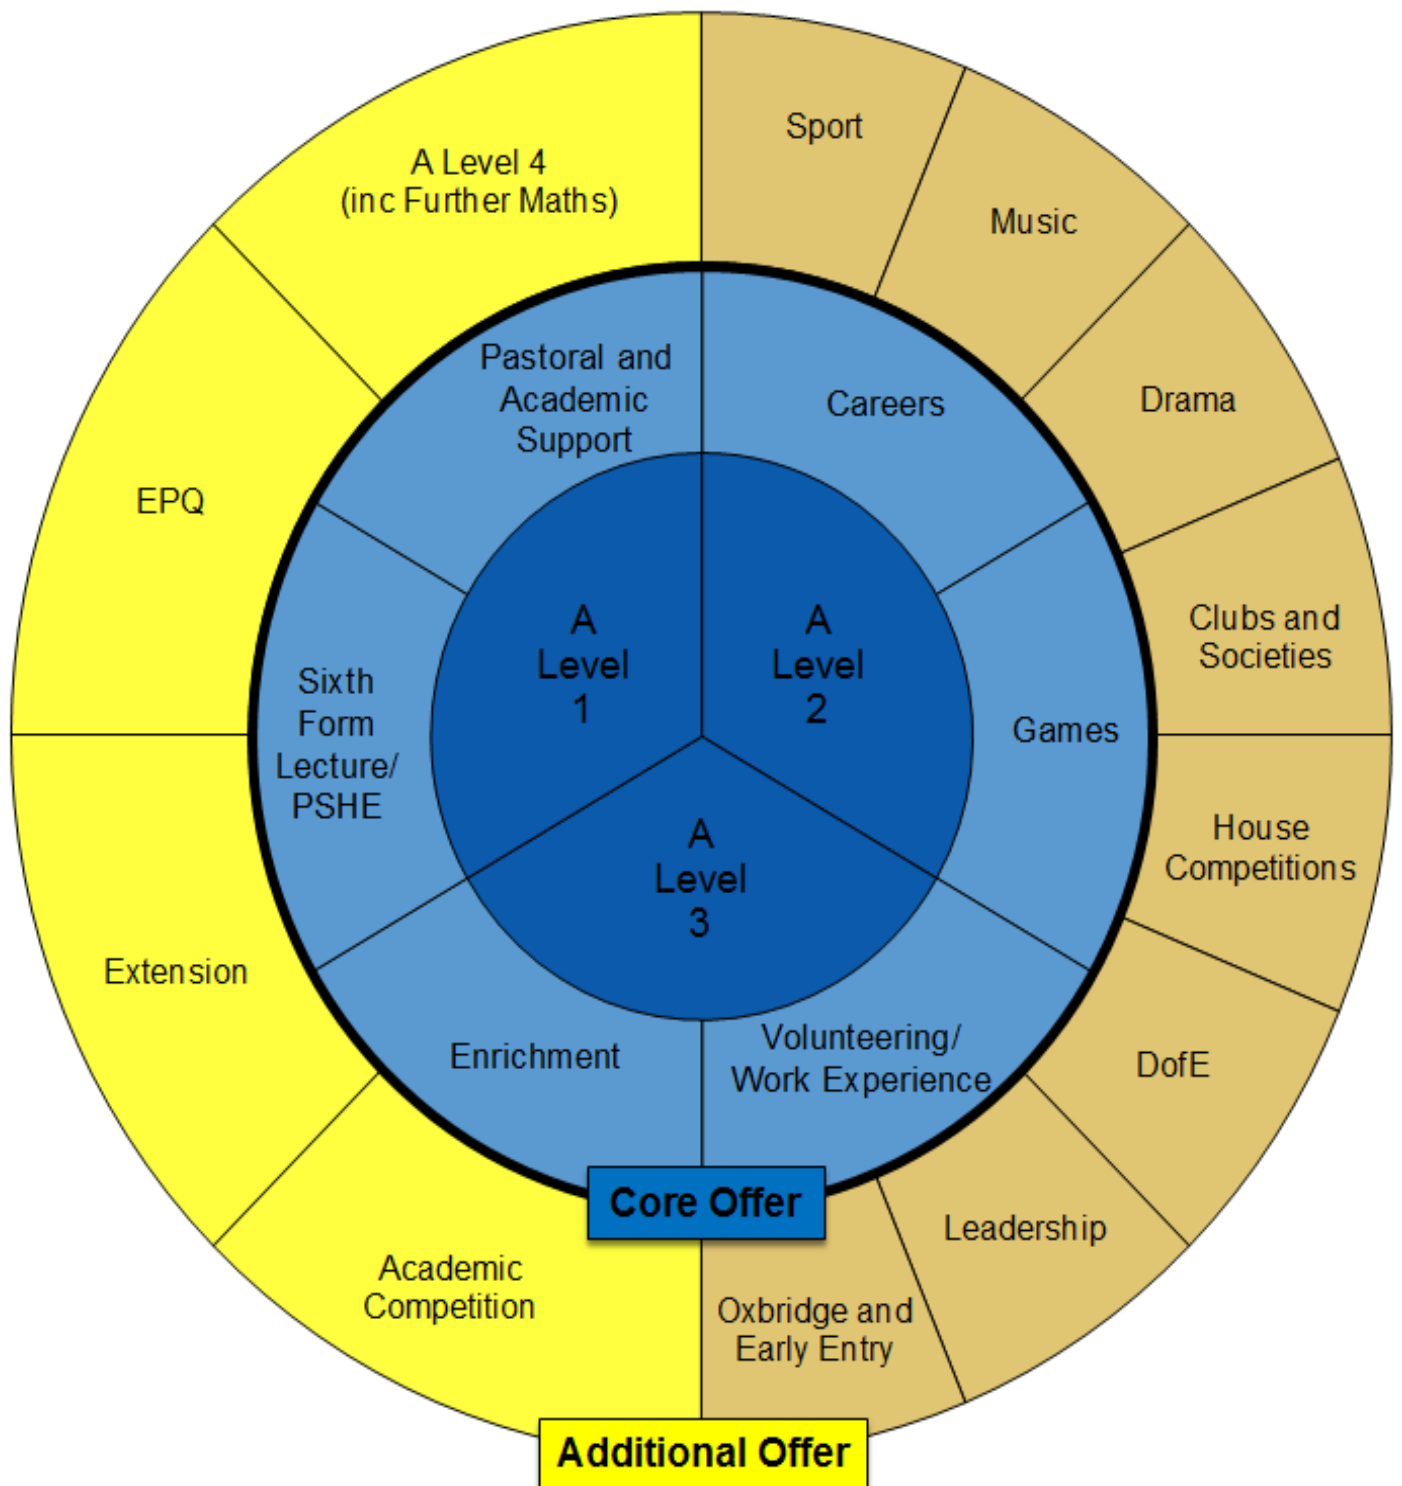 Sport
A Level 4
(inc Further Maths)
Music
Pastoral and
Academic
Support
Careers
Drama
EPQ
A
Level
1
A
Level
2
Clubs and
Societies
Sixth
Form
Lecture/
PSHE
Games
A
Level
3
House
Competitions
Extension
Enrichment
Volunteering/
Work Experience
DofE
Core Offer
Leadership
Academic
Competition
Oxbridge and
Early Entry
Additional Offer